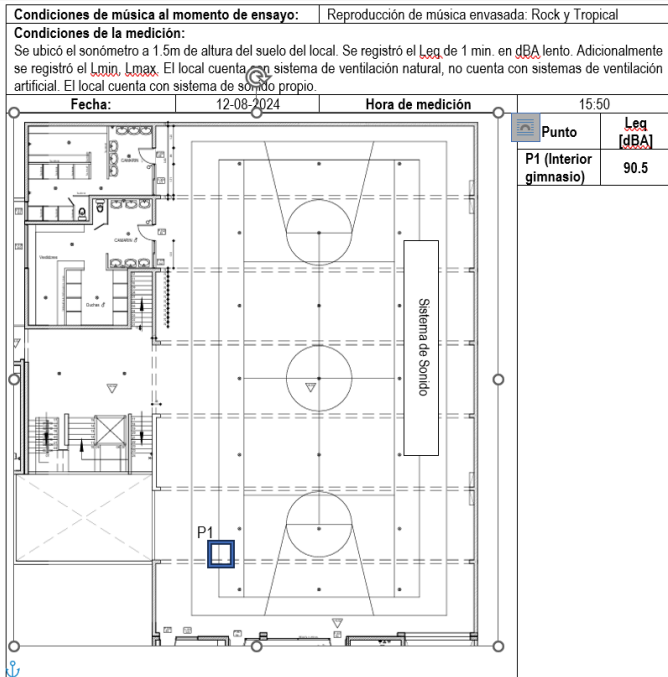 Condiciones de música al momento de ensayo: Reproducción de música envasada: Rock y Tropical
Condiciones de la medición:
Se ubicó el sonómetro a 1.5m de altura del suelo del local. Se registró el Leq de 1 min. en dBA lento. Adicionalmente
se registró el Lmin, Lmax. El local cuenta con sistema de ventilación natural, no cuenta con sistemas de ventilación
artificial. El local cuenta con sistema de sonido propio.
Fecha: 12-08-2024 Hora de medición 15:50
Punto Leq [dBA]
P1 (Interior gimnasio) 90.5
CAMARIN
CAMARIN
Vestidores
Duchas
Sistema de Sonido
P1